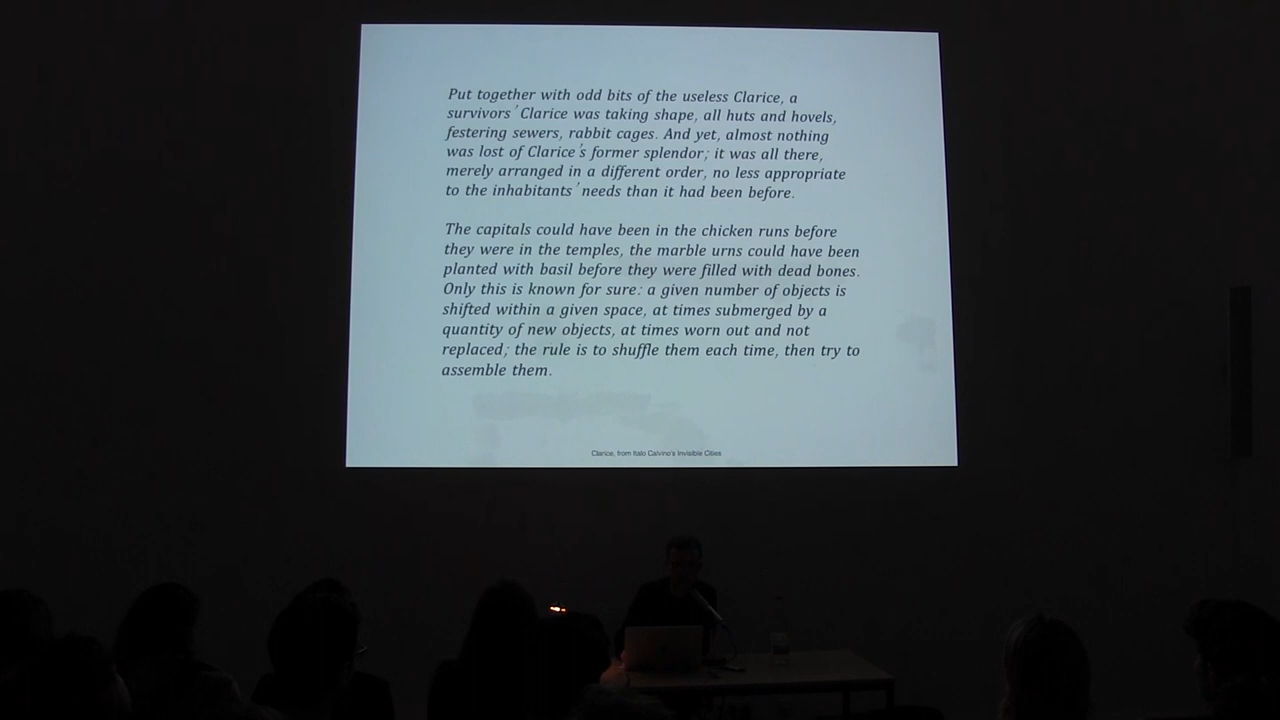 Put together with odd bits of the useless Clarice, a
survivors' Clarice was taking shape, all huts and hovels,
festering sewers, rabbit cages. And yet, almost nothing
was lost of Clarice's former splendor; it was all there,
merely arranged in a different order, no less appropriate
to the inhabitants' needs than it had been before.
The capitals could have been in the chicken runs before
they were in the temples, the marble urns could have been
planted with basil before they were filled with dead bones.
Only this is known for sure: a given number of objects is
shifted within a given space, at times submerged by a
quantity of new objects, at times worn out and not
replaced; the rule is to shuffle them each time, then try to
assemble them.
Clarice, from Italo Calvino's Invisible Cities